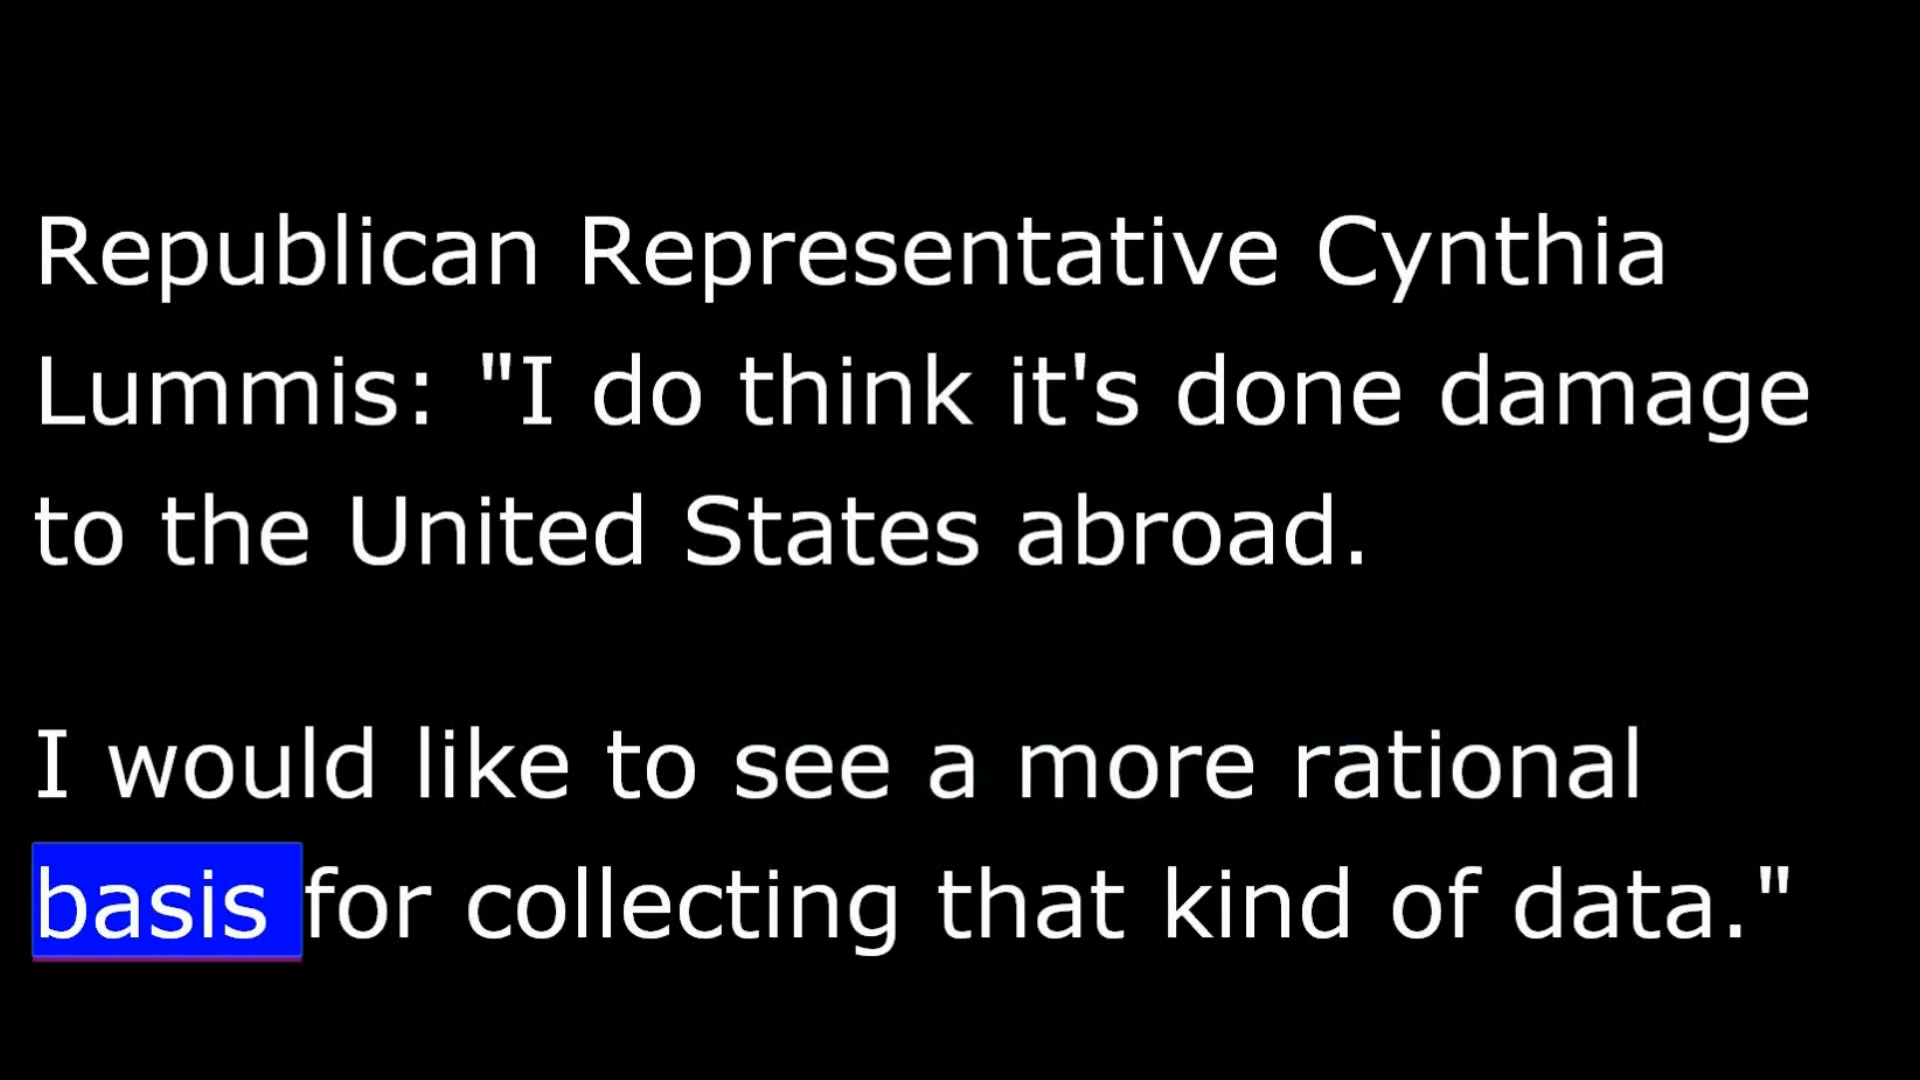 Republican Representative Cynthia
Lummis: "I do think it's done damage
to the United States abroad.
I would like to see a more rational
basis for collecting that kind of data."